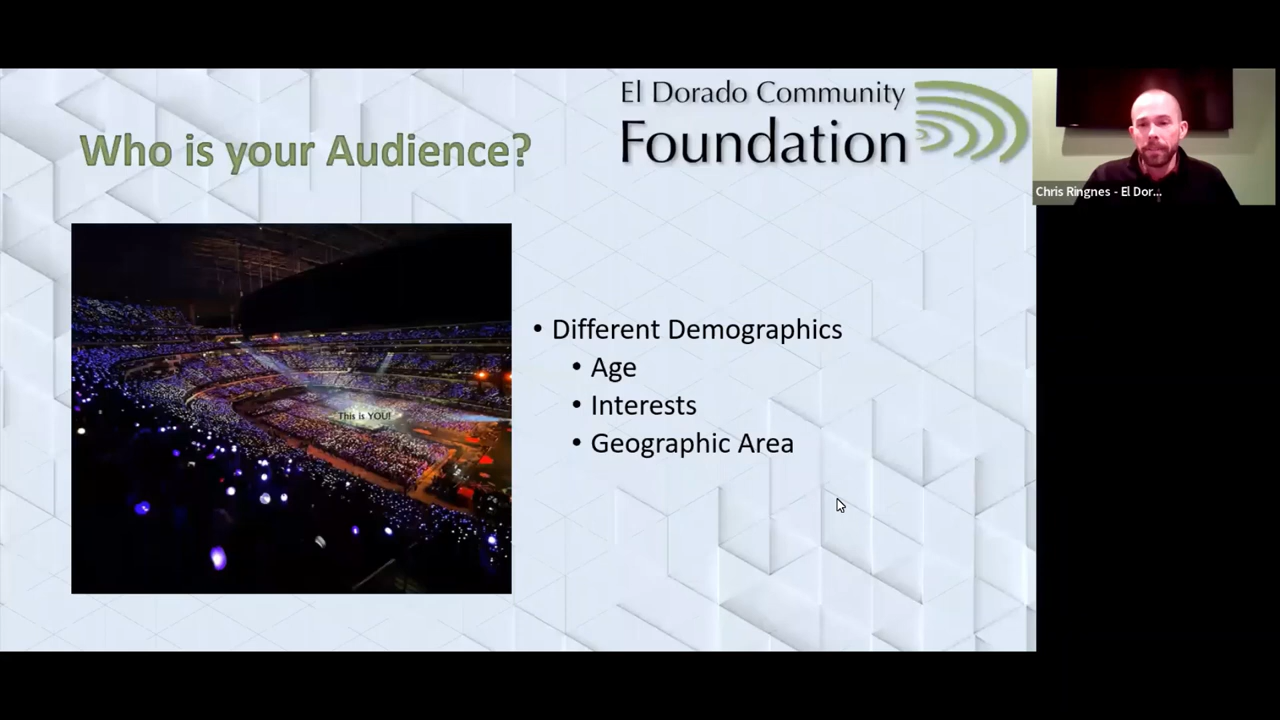 El Dorado Community
Foundation
Who is your Audience?
Chris Ringnes - El Dor...
This is YOU!
• Different Demographics
• Age
• Interests
• Geographic Area